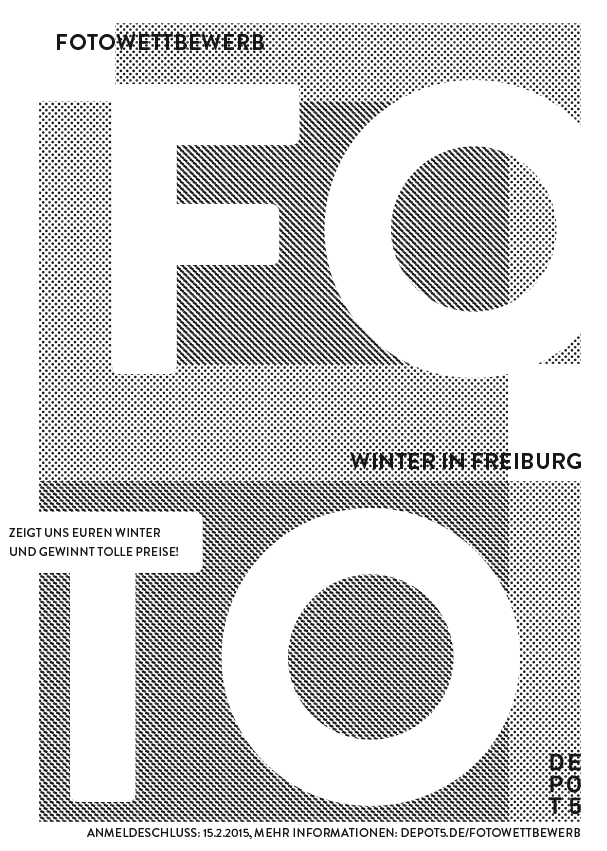 FOTOWETTBEWERB
FO
WINTER IN FREIBURG
ZEIGT UNS EUREN WINTER
UND GEWINNT TOLLE PREISE!
TO
DE
PO
T 5
ANMELDESCHLUSS: 15.2.2015, MEHR INFORMATIONEN: DEPOT5.DE/FOTOWETTBEWERB